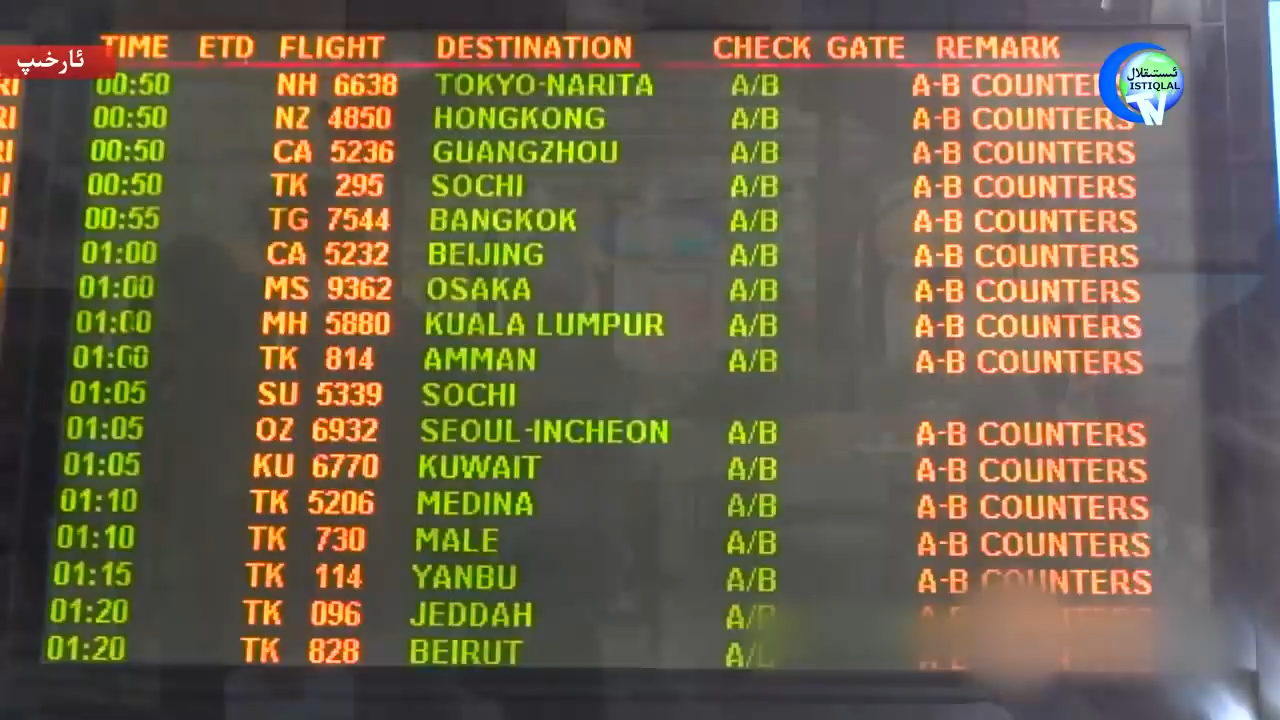 ئارخىپ
TIME ETD FLIGHT DESTINATION CHECK GATE REMARK
ئىستىقلال
ISTIQLAL
TV
00:50 NH 6638 TOKYO-NARITA A/B A-B
00:50 NZ 4850 HONGKONG A/B A-B COUNTERS
00:50 CA 5236 GUANGZHOU A/B A-B COUNTERS
00:50 TK 295 SOCHI A/B A-B COUNTERS
00:55 TG 7544 BANGKOK A/B A-B COUNTERS
01:00 CA 5232 BEIJING A/B A-B COUNTERS
01:00 MS 9362 OSAKA A/B A-B COUNTERS
01:00 MH 5880 KUALA LUMPUR A/B A-B COUNTERS
01:00 TK 814 AMMAN A/B A-B COUNTERS
01:05 SU 5339 SOCHI
01:05 OZ 6932 SEOUL-INCHEON A/B A-B COUNTERS
01:05 KU 6770 KUWAIT A/B A-B COUNTERS
01:10 TK 5206 MEDINA A/B A-B COUNTERS
01:10 TK 730 MALE A/B A-B COUNTERS
01:15 TK 114 YANBU A/B A-B COUNTERS
01:20 TK 096 JEDDAH
01:20 TK 828 BEIRUT